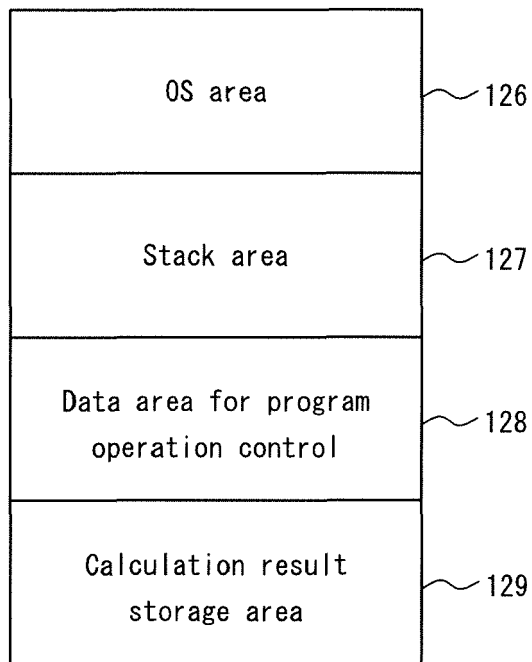 OS area
126
Stack area
127
Data area for program
operation control
128
Calculation result
storage area
129